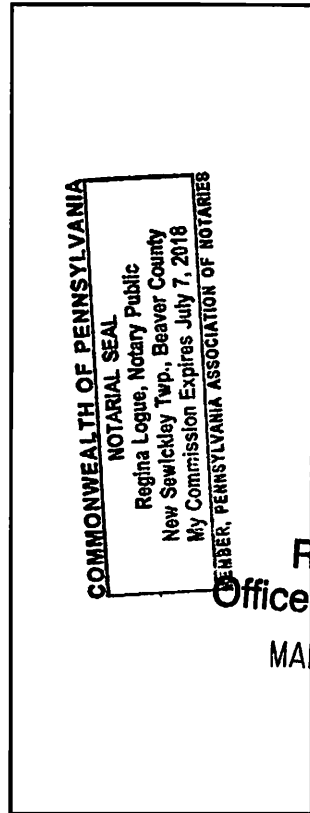 COMMONWEALTH OF PENNSYLVANIA
NOTARIAL SEAL
Regina Logue, Notary Public
New Sewickley Twp., Beaver County
My Commission Expires July 7, 2018
MEMBER, PENNSYLVANIA ASSOCIATION OF NOTARIES
R
Office
MA